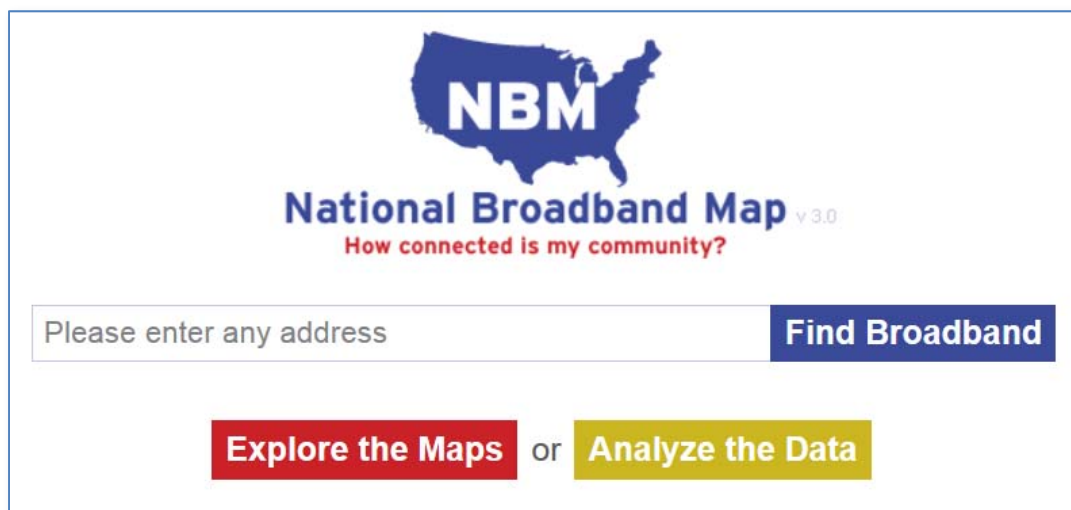 NBM
National Broadband Map v 3.0
How connected is my community?
Please enter any address Find Broadband
Explore the Maps or Analyze the Data